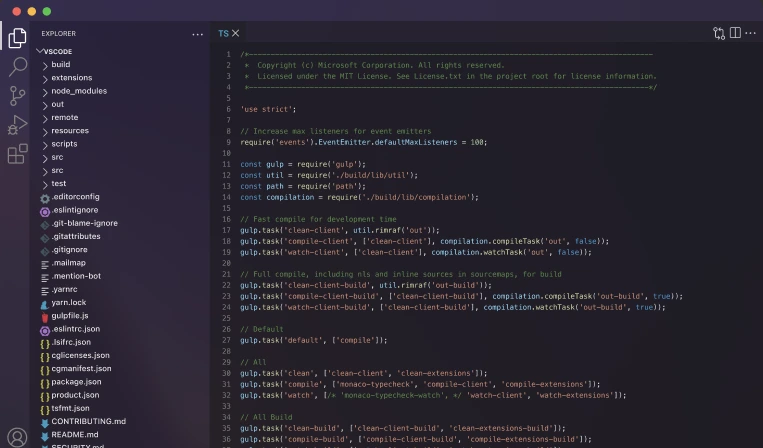 EXPLORER
VSCODE
build
extensions
node_modules
out
remote
resources
scripts
src
src
test
.editorconfig
.eslintignore
.git-blame-ignore
.gitattributes
.gitignore
.mailmap
.mention-bot
.yarnrc
yarn.lock
gulpfile.js
.eslintrc.json
.lsifrc.json
cglicenses.json
cgmanifest.json
package.json
product.json
tsfmt.json
CONTRIBUTING.md
README.md
SECURITY.md
TS
1 /*---------------------------------------------------------------------------------------------
2 * Copyright (c) Microsoft Corporation. All rights reserved.
3 * Licensed under the MIT License. See License.txt in the project root for license information.
4 *--------------------------------------------------------------------------------------------*/
5
6 'use strict';
7
8 // Increase max listeners for event emitters
9 require('events').EventEmitter.defaultMaxListeners = 100;
10
11 const gulp = require('gulp');
12 const util = require('./build/lib/util');
13 const path = require('path');
14 const compilation = require('./build/lib/compilation');
15
16 // Fast compile for development time
17 gulp.task('clean-client', util.rimraf('out'));
18 gulp.task('compile-client', ['clean-client'], compilation.compileTask('out', false));
19 gulp.task('watch-client', ['clean-client'], compilation.watchTask('out', false));
20
21 // Full compile, including nls and inline sources in sourcemaps, for build
22 gulp.task('clean-client-build', util.rimraf('out-build'));
23 gulp.task('compile-client-build', ['clean-client-build'], compilation.compileTask('out-build', true));
24 gulp.task('watch-client-build', ['clean-client-build'], compilation.watchTask('out-build', true));
25
26 // Default
27 gulp.task('default', ['compile']);
28
29 // All
30 gulp.task('clean', ['clean-client', 'clean-extensions']);
31 gulp.task('compile', ['monaco-typecheck', 'compile-client', 'compile-extensions']);
32 gulp.task('watch', [/* 'monaco-typecheck-watch', */ 'watch-client', 'watch-extensions']);
33
34 // All Build
35 gulp.task('clean-build', ['clean-client-build', 'clean-extensions-build']);
36 gulp.task('compile-build', ['compile-client-build', 'compile-extensions-build']);